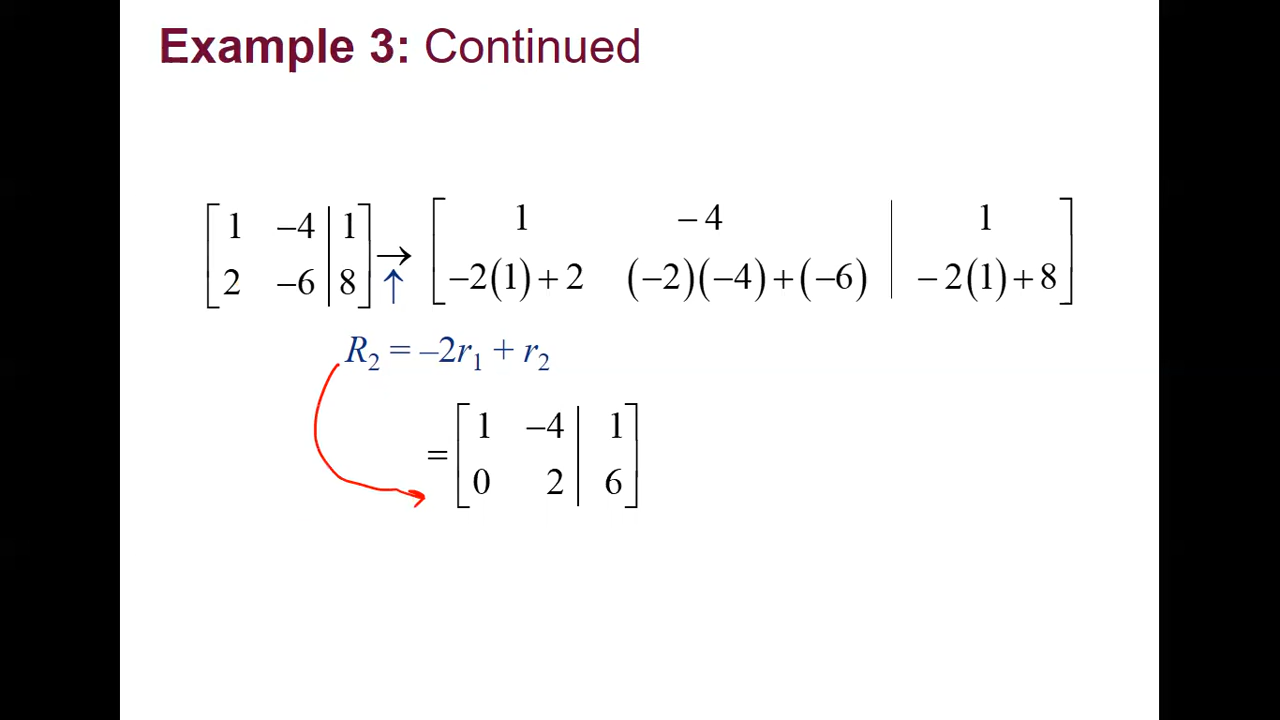 Example 3: Continued
[1 −4 | 1] → [1 −4 | 1]
[2 −6 | 8] ↑ [−2(1) + 2 (−2)(−4) + (−6) | −2(1) + 8]
R₂ = –2r₁ + r₂
= [1 −4 | 1]
[0 2 | 6]